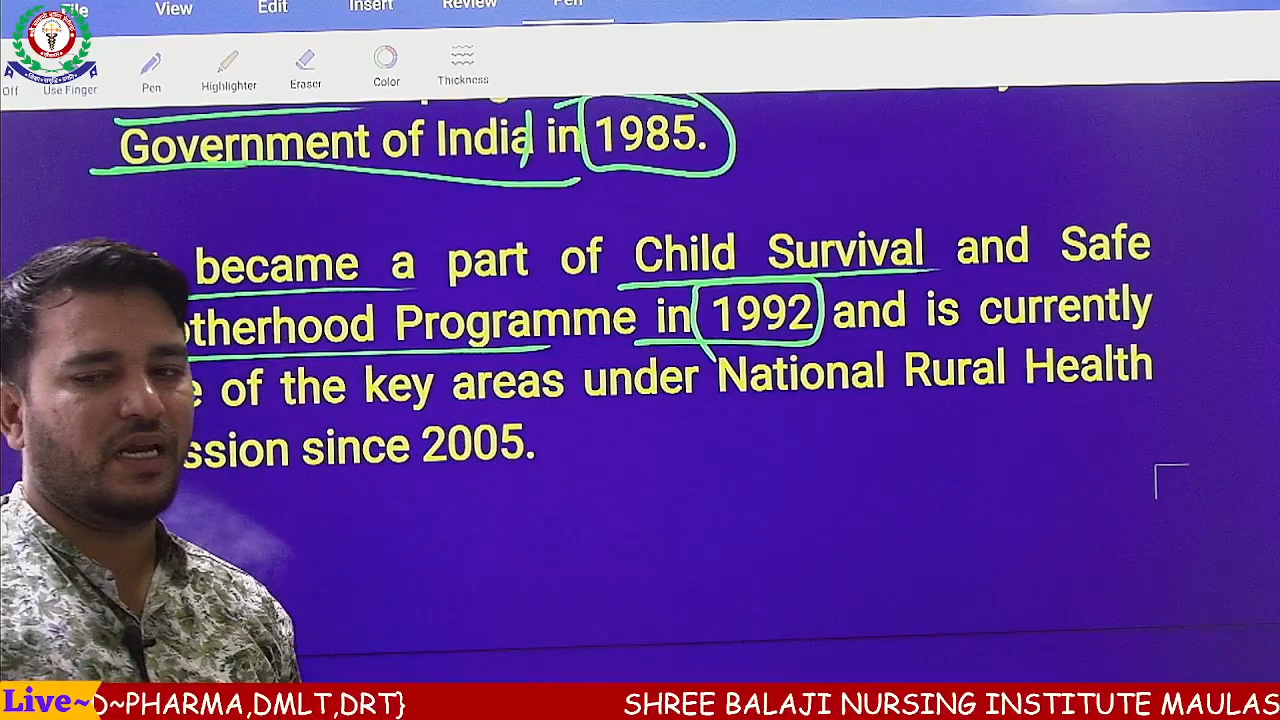 File View Edit Insert Review Pen
Off Use Finger Pen Highlighter Eraser Color Thickness
Government of India in 1985.
became a part of Child Survival and Safe
otherhood Programme in 1992 and is currently
e of the key areas under National Rural Health
ssion since 2005.
Live~ D~PHARMA,DMLT,DRT} SHREE BALAJI NURSING INSTITUTE MAULAS